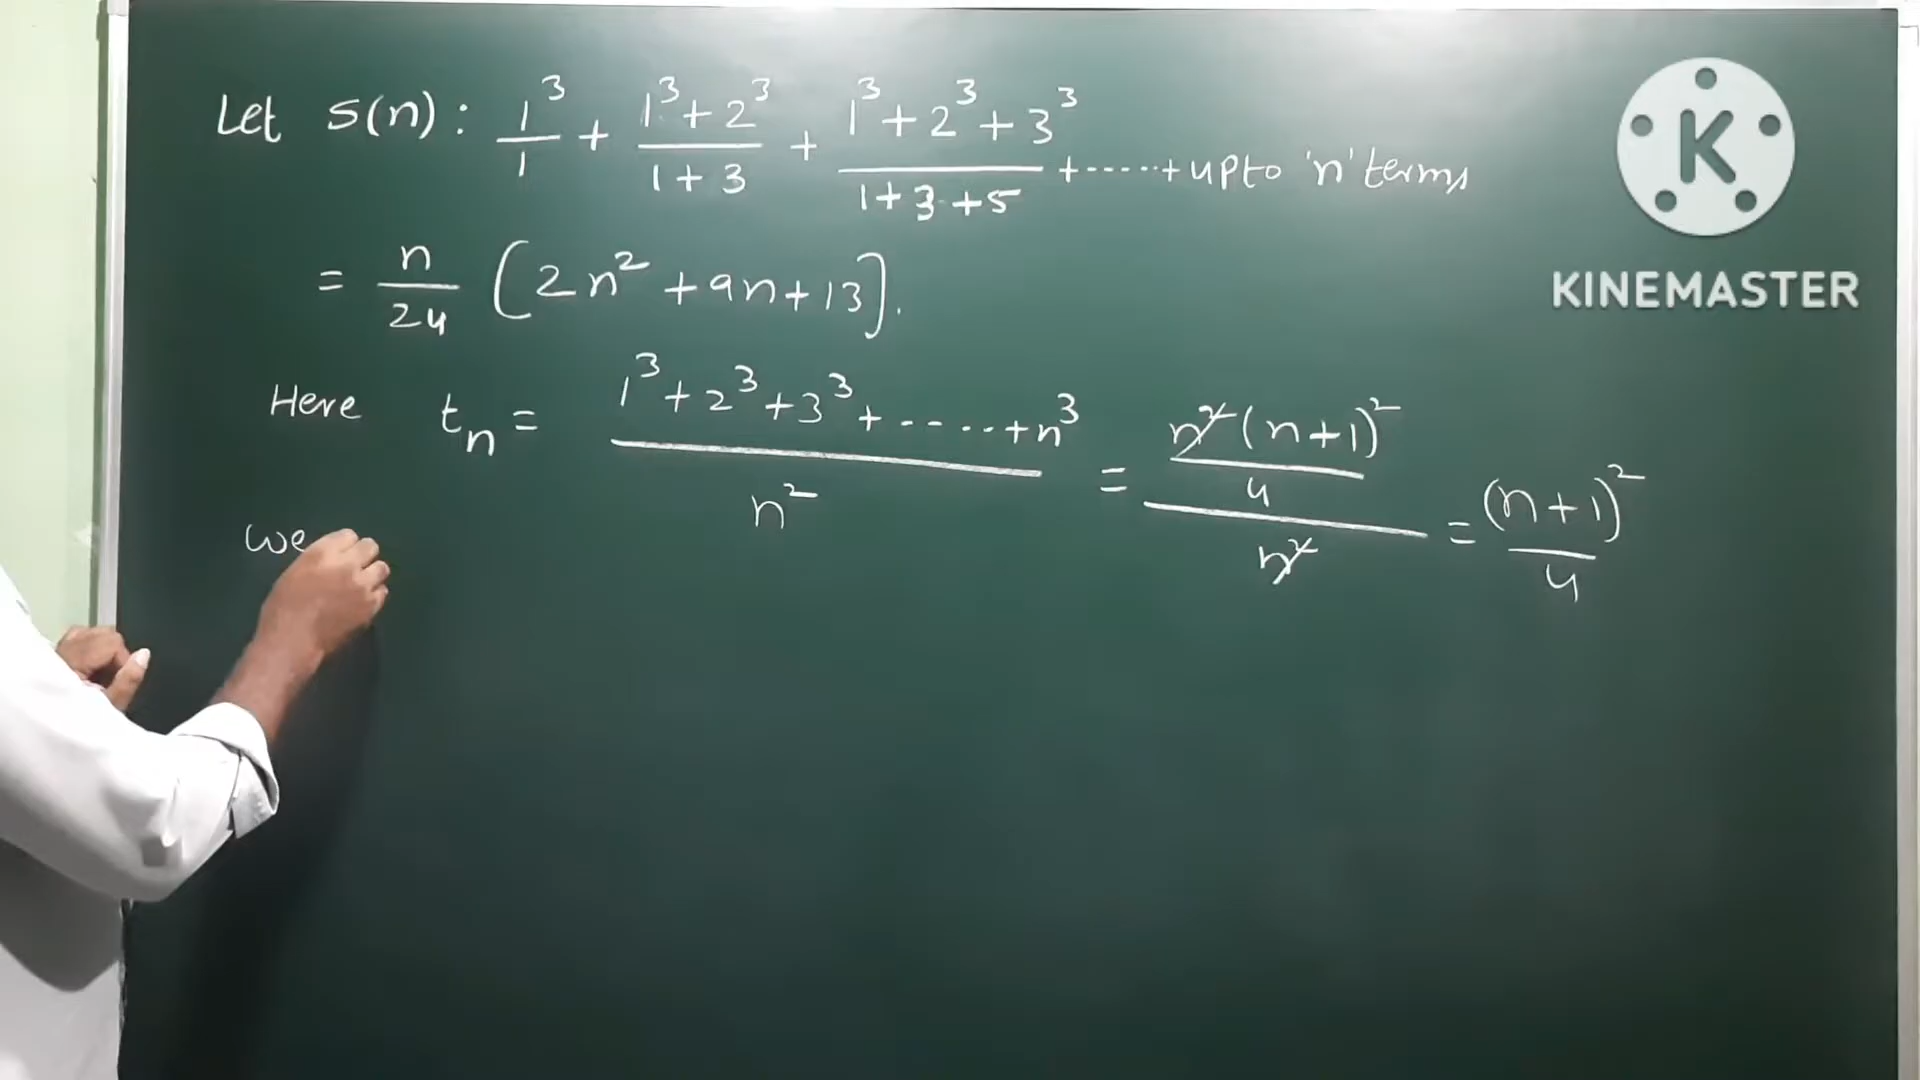 Let S(n): 1³/1 + (1³+2³)/(1+3) + (1³+2³+3³)/(1+3+5) +.....+ upto 'n' terms
= n/24 [2n²+9n+13].
Here tₙ = (1³+2³+3³+.....+n³)/n² = (n²(n+1)²/4)/n² = (n+1)²/4
We
K
KINEMASTER